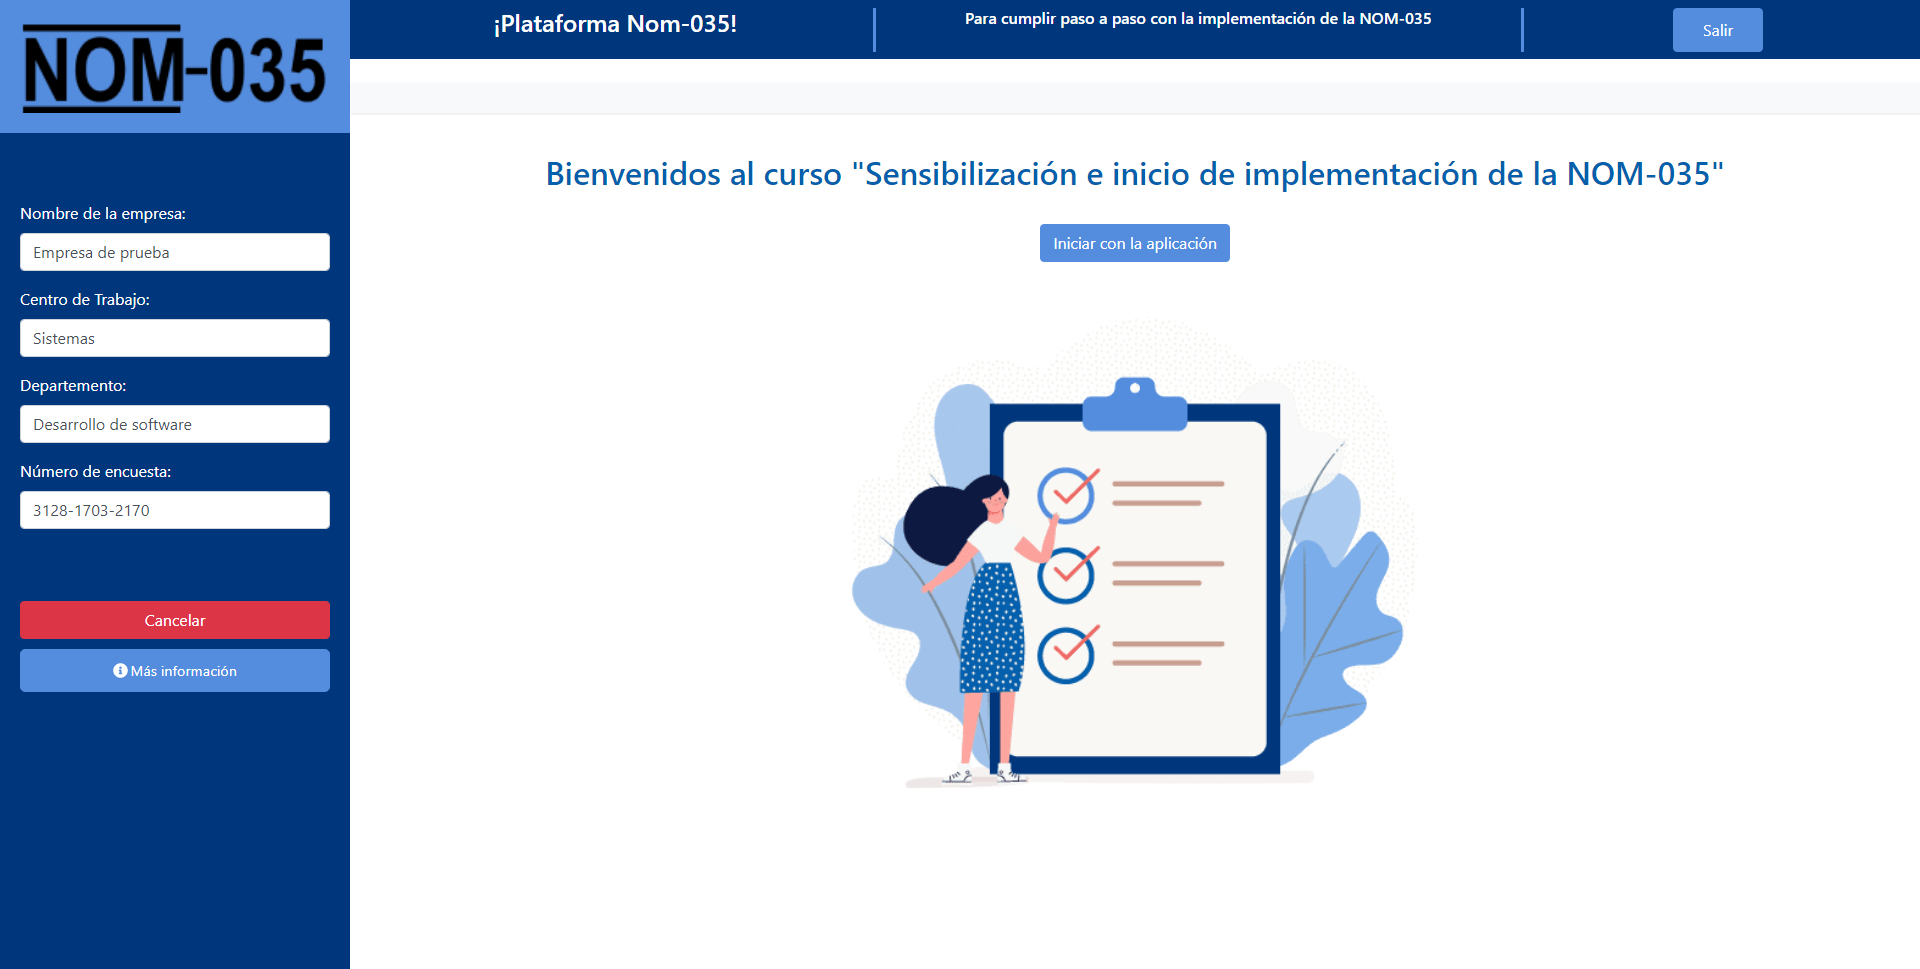 NOM-035
¡Plataforma Nom-035!
Para cumplir paso a paso con la implementación de la NOM-035
Salir
Nombre de la empresa:
Empresa de prueba
Centro de Trabajo:
Sistemas
Departemento:
Desarrollo de software
Número de encuesta:
3128-1703-2170
Cancelar
Más información
Bienvenidos al curso "Sensibilización e inicio de implementación de la NOM-035"
Iniciar con la aplicación